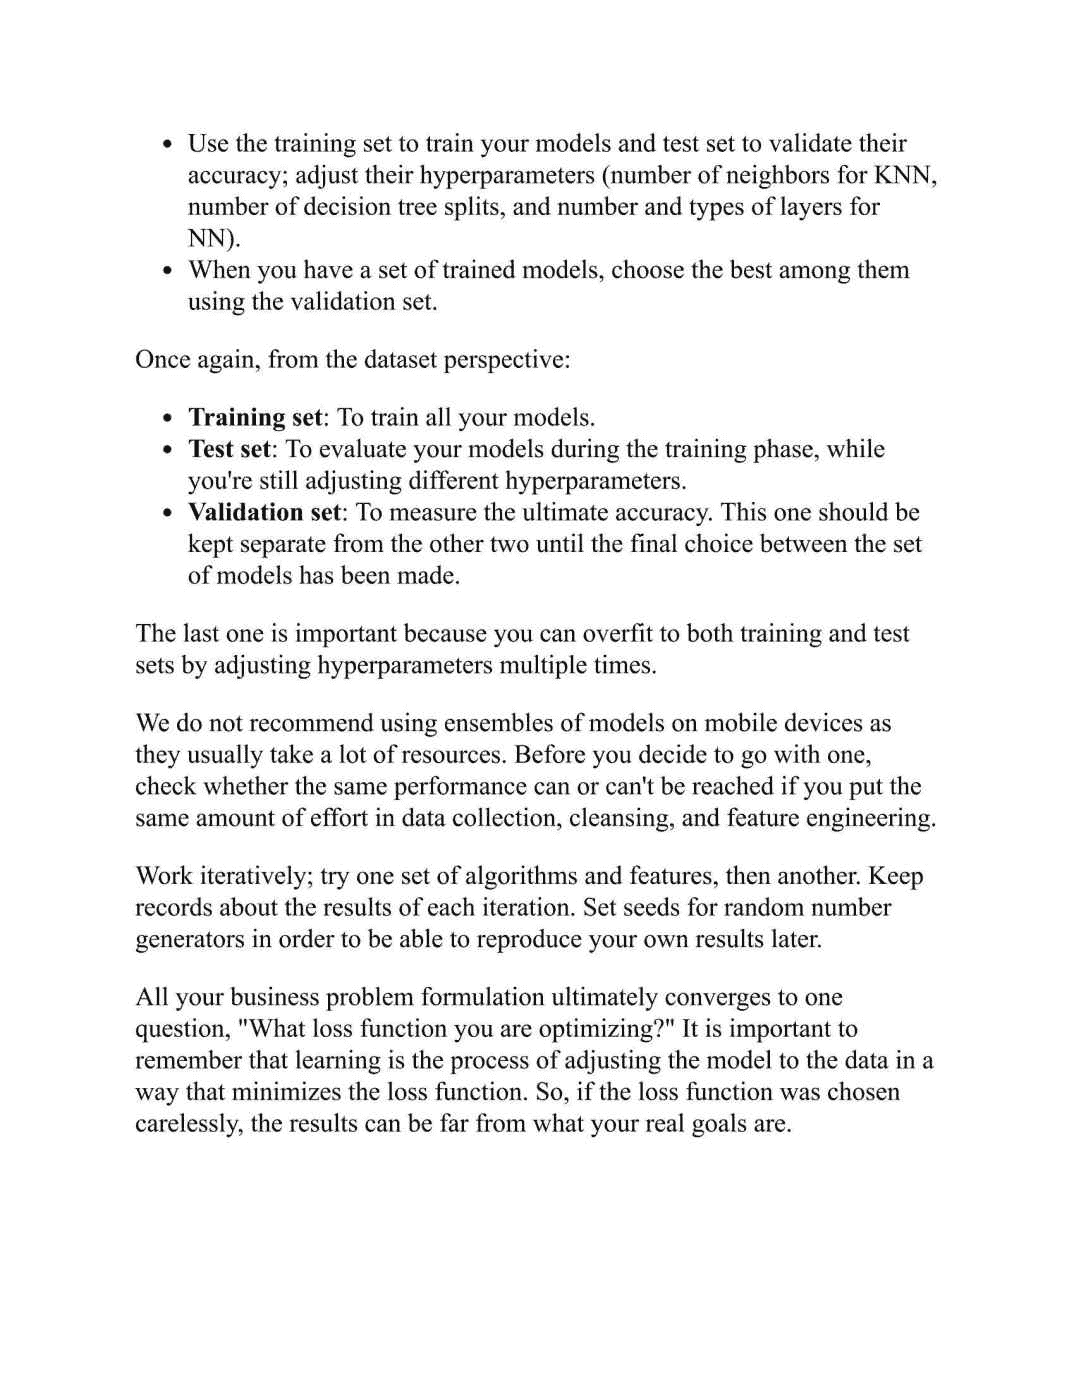 • Use the training set to train your models and test set to validate their
accuracy; adjust their hyperparameters (number of neighbors for KNN,
number of decision tree splits, and number and types of layers for
NN).
• When you have a set of trained models, choose the best among them
using the validation set.
Once again, from the dataset perspective:
• Training set: To train all your models.
• Test set: To evaluate your models during the training phase, while
you're still adjusting different hyperparameters.
• Validation set: To measure the ultimate accuracy. This one should be
kept separate from the other two until the final choice between the set
of models has been made.
The last one is important because you can overfit to both training and test
sets by adjusting hyperparameters multiple times.
We do not recommend using ensembles of models on mobile devices as
they usually take a lot of resources. Before you decide to go with one,
check whether the same performance can or can't be reached if you put the
same amount of effort in data collection, cleansing, and feature engineering.
Work iteratively; try one set of algorithms and features, then another. Keep
records about the results of each iteration. Set seeds for random number
generators in order to be able to reproduce your own results later.
All your business problem formulation ultimately converges to one
question, "What loss function you are optimizing?" It is important to
remember that learning is the process of adjusting the model to the data in a
way that minimizes the loss function. So, if the loss function was chosen
carelessly, the results can be far from what your real goals are.